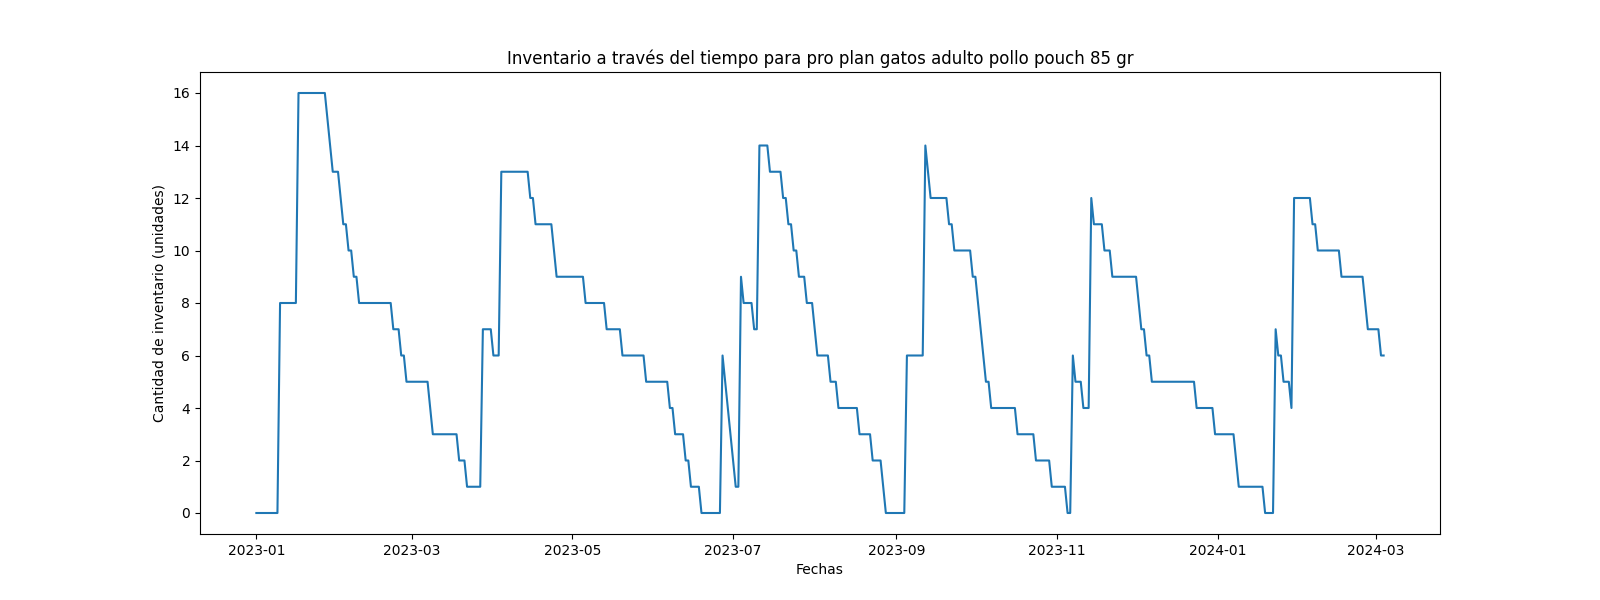 Inventario a través del tiempo para pro plan gatos adulto pollo pouch 85 gr
Cantidad de inventario (unidades)
16
14
12
10
8
6
4
2
0
2023-01 2023-03 2023-05 2023-07 2023-09 2023-11 2024-01 2024-03
Fechas